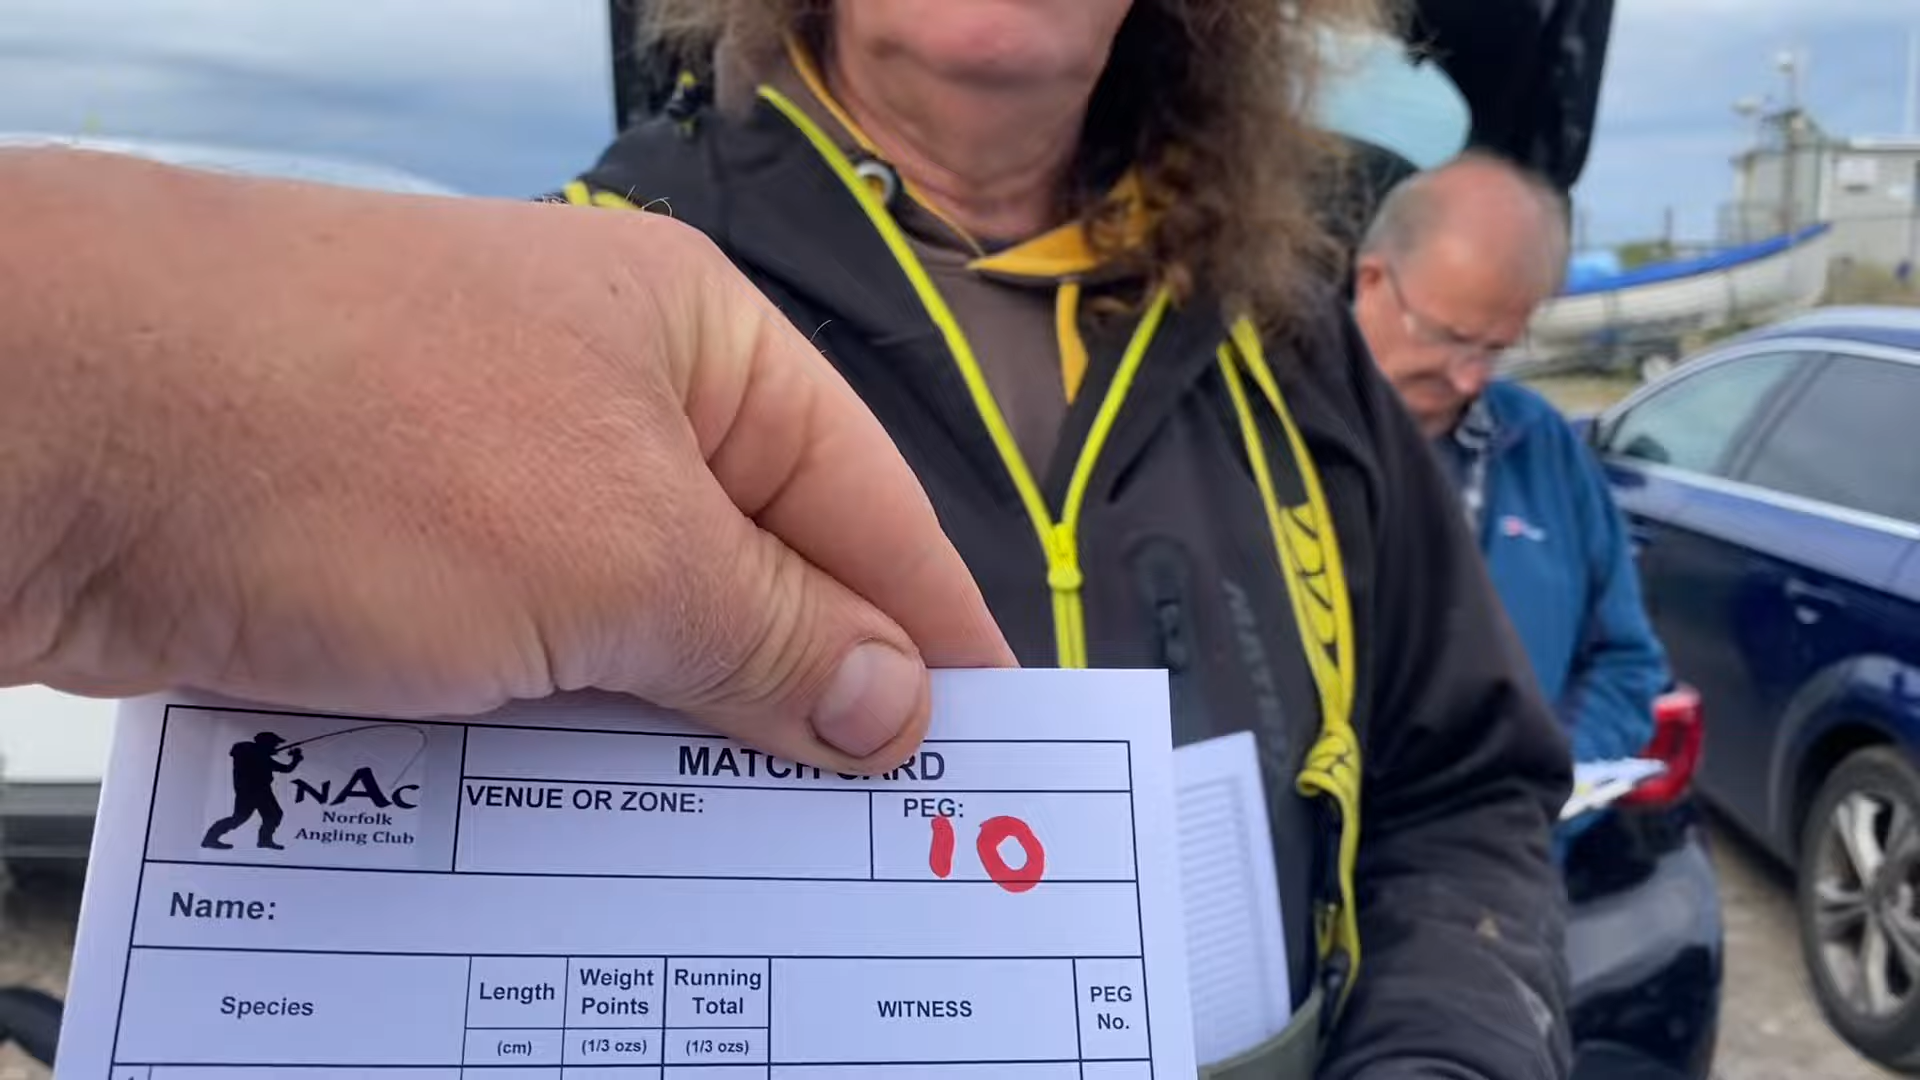 MATCH CARD
NAC
Norfolk
Angling Club
VENUE OR ZONE:
PEG:
10
Name:
Species
Length
(cm)
Weight
Points
(1/3 ozs)
Running
Total
(1/3 ozs)
WITNESS
PEG
No.